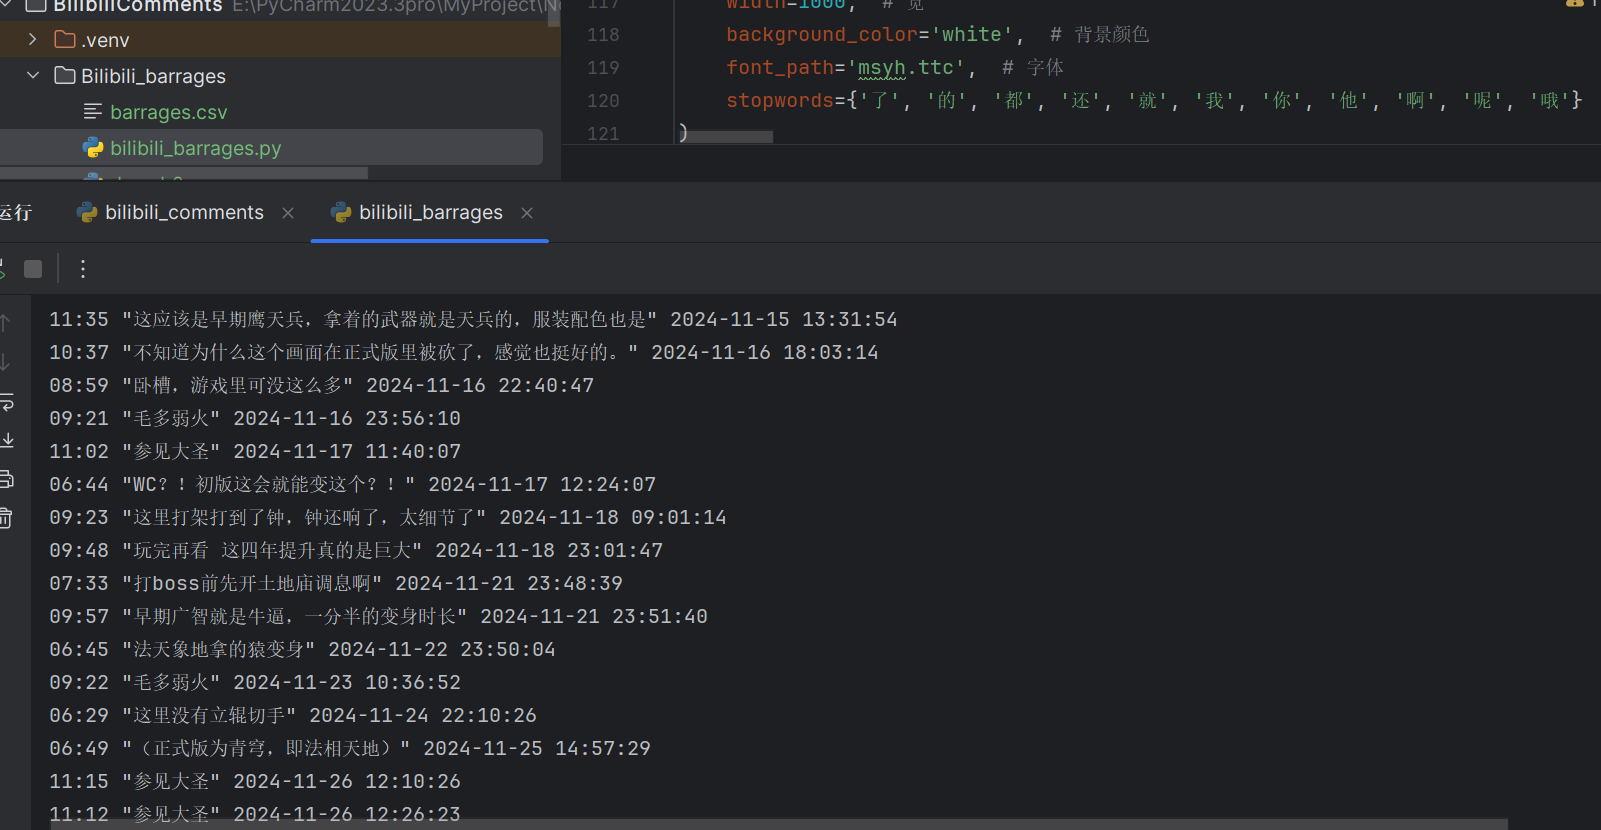 BilibiliComments E:\PyCharm2023.3pro\MyProject\N
.venv
Bilibili_barrages
barrages.csv
bilibili_barrages.py
117 width=1000, # 宽
118 background_color='white', # 背景颜色
119 font_path='msyh.ttc', # 字体
120 stopwords={'了', '的', '都', '还', '就', '我', '你', '他', '啊', '呢', '哦'}
121 )
运行 bilibili_comments bilibili_barrages
11:35 "这应该是早期鹰天兵，拿着的武器就是天兵的，服装配色也是" 2024-11-15 13:31:54
10:37 "不知道为什么这个画面在正式版里被砍了，感觉也挺好的。" 2024-11-16 18:03:14
08:59 "卧槽，游戏里可没这么多" 2024-11-16 22:40:47
09:21 "毛多弱火" 2024-11-16 23:56:10
11:02 "参见大圣" 2024-11-17 11:40:07
06:44 "WC？！初版这会就能变这个？！" 2024-11-17 12:24:07
09:23 "这里打架打到了钟，钟还响了，太细节了" 2024-11-18 09:01:14
09:48 "玩完再看 这四年提升真的是巨大" 2024-11-18 23:01:47
07:33 "打boss前先开土地庙调息啊" 2024-11-21 23:48:39
09:57 "早期广智就是牛逼，一分半的变身时长" 2024-11-21 23:51:40
06:45 "法天象地拿的猿变身" 2024-11-22 23:50:04
09:22 "毛多弱火" 2024-11-23 10:36:52
06:29 "这里没有立辊切手" 2024-11-24 22:10:26
06:49 "（正式版为青穹，即法相天地）" 2024-11-25 14:57:29
11:15 "参见大圣" 2024-11-26 12:10:26
11:12 "参见大圣" 2024-11-26 12:26:23